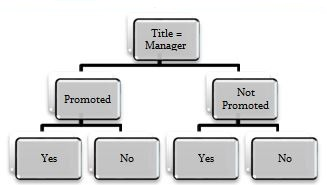 Title =
Manager
Promoted
Not
Promoted
Yes
No
Yes
No